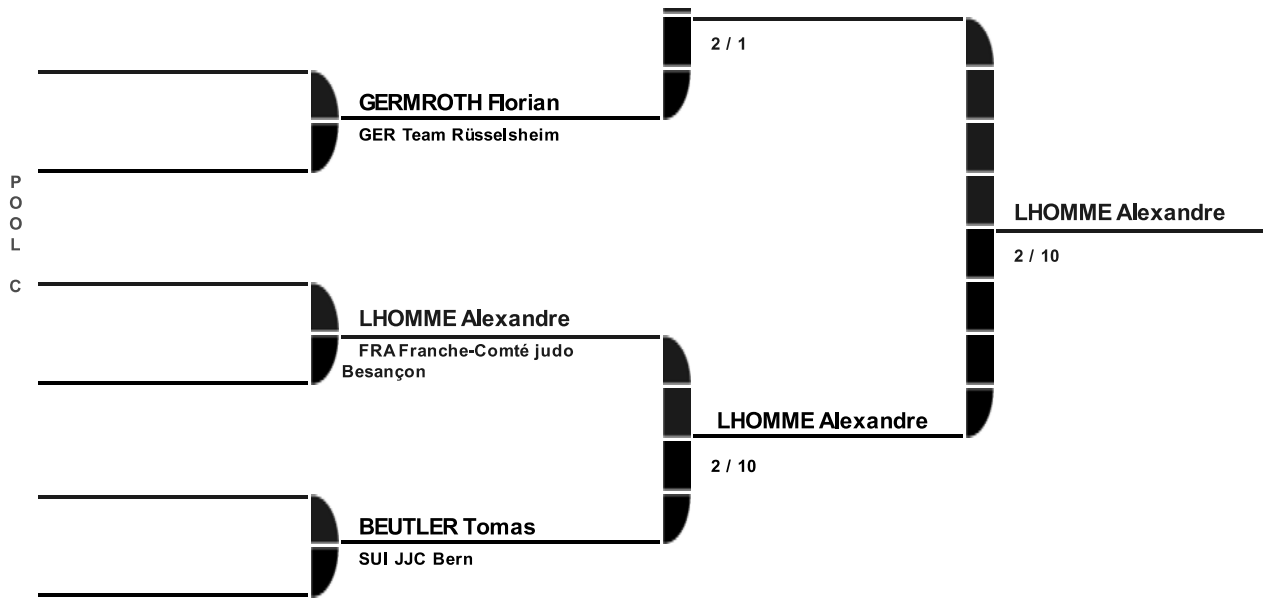 2 / 1
GERMROTH Florian
GER Team Rüsselsheim
POOL C
LHOMME Alexandre
2 / 10
LHOMME Alexandre
FRA Franche-Comté judo
Besançon
LHOMME Alexandre
2 / 10
BEUTLER Tomas
SUI JJC Bern